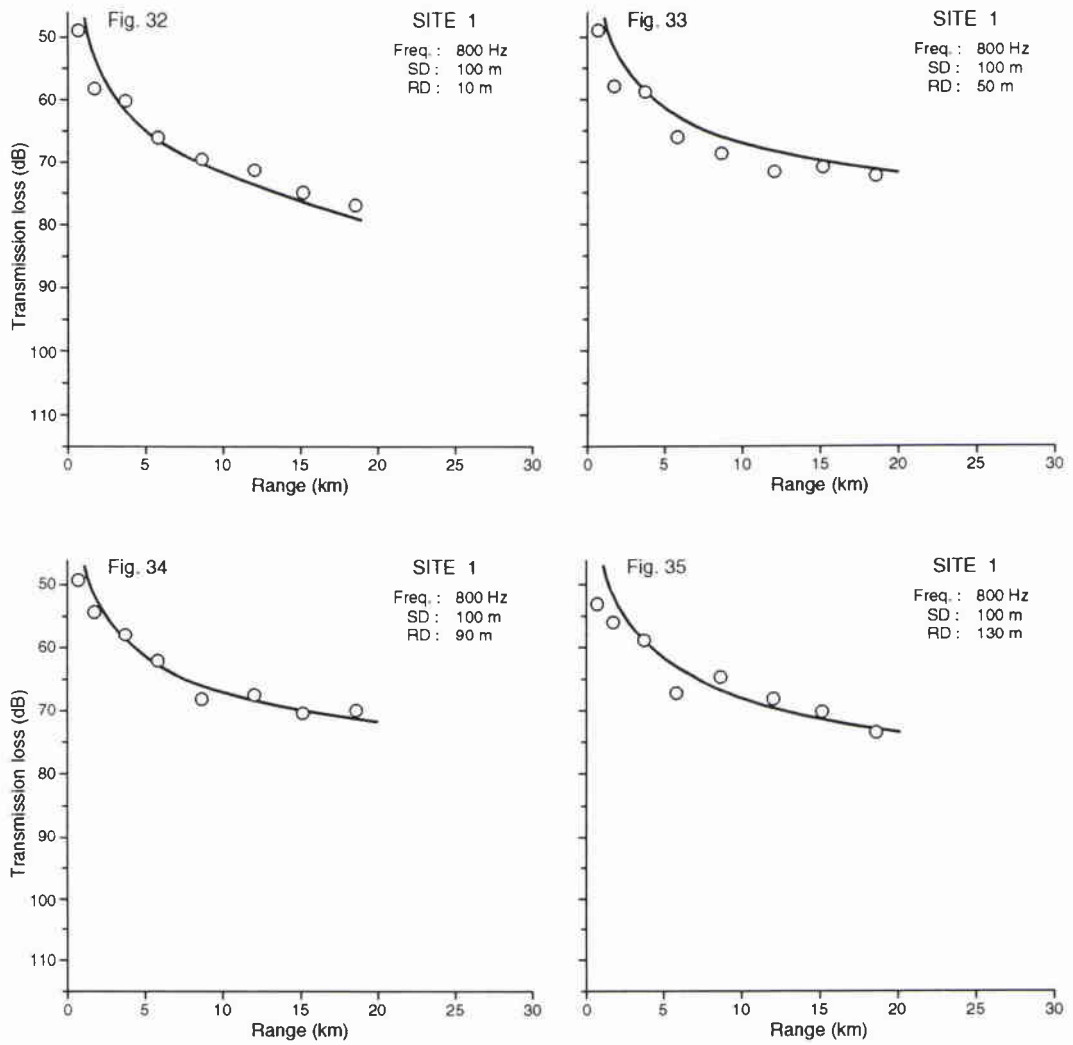 Fig. 32
SITE 1
Freq. : 800 Hz
SD : 100 m
RD : 10 m
50
60
70
80
90
100
110
Transmission loss (dB)
0 5 10 15 20 25 30
Range (km)
Fig. 33
SITE 1
Freq. : 800 Hz
SD : 100 m
RD : 50 m
0 5 10 15 20 25 30
Range (km)
Fig. 34
SITE 1
Freq. : 800 Hz
SD : 100 m
RD : 90 m
50
60
70
80
90
100
110
Transmission loss (dB)
0 5 10 15 20 25 30
Range (km)
Fig. 35
SITE 1
Freq. : 800 Hz
SD : 100 m
RD : 130 m
0 5 10 15 20 25 30
Range (km)